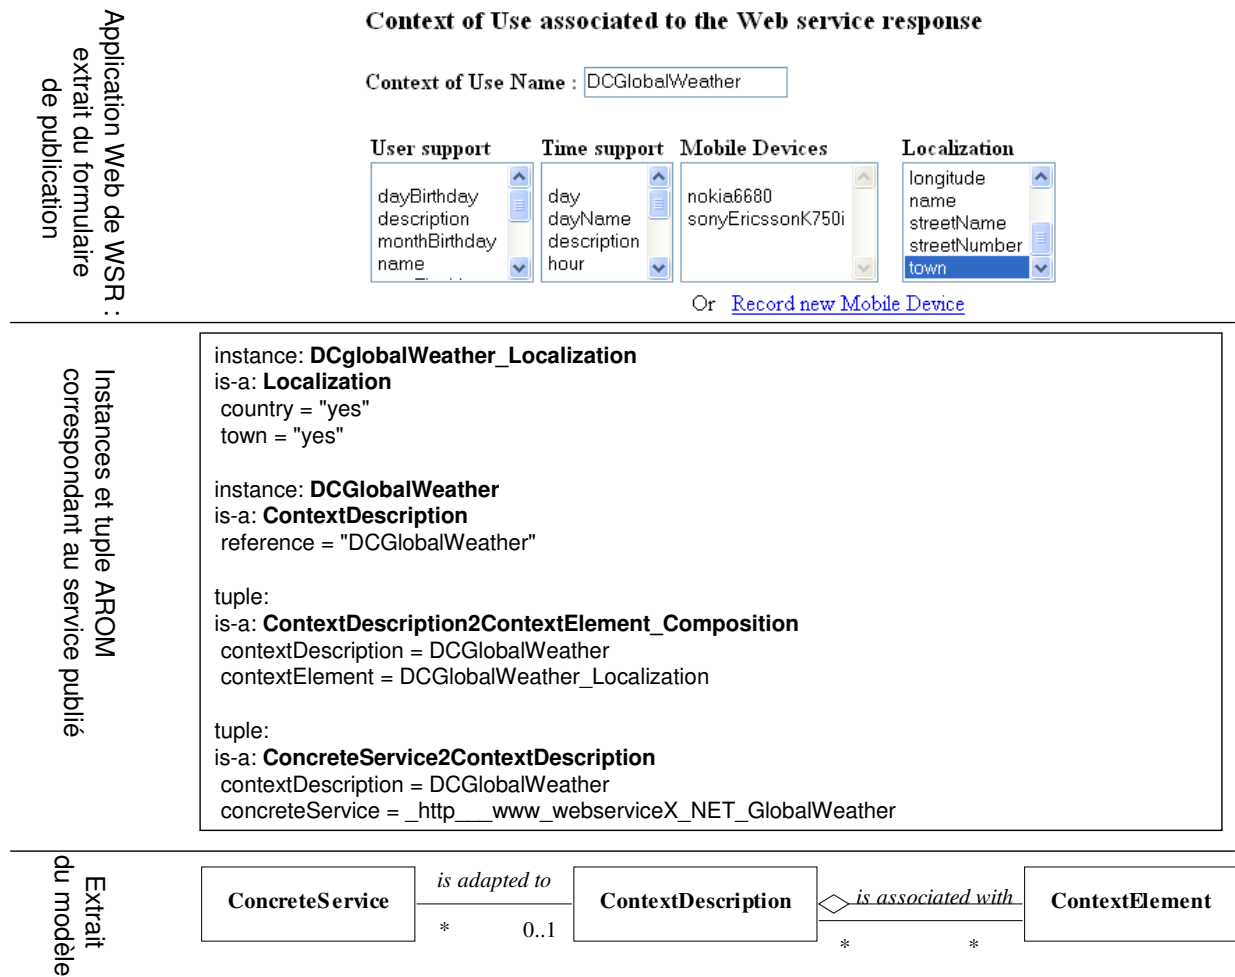 Application Web de WSR :
extrait du formulaire
de publication
Context of Use associated to the Web service response
Context of Use Name : DCGlobalWeather
User support Time support Mobile Devices Localization
dayBirthday
description
monthBirthday
name
day
dayName
description
hour
nokia6680
sonyEricssonK750i
longitude
name
streetName
streetNumber
town
Or Record new Mobile Device
Instances et tuple AROM
correspondant au service publié
instance: DCglobalWeather_Localization
is-a: Localization
country = "yes"
town = "yes"
instance: DCGlobalWeather
is-a: ContextDescription
reference = "DCGlobalWeather"
tuple:
is-a: ContextDescription2ContextElement_Composition
contextDescription = DCGlobalWeather
contextElement = DCGlobalWeather_Localization
tuple:
is-a: ConcreteService2ContextDescription
contextDescription = DCGlobalWeather
concreteService = _http___www_webserviceX_NET_GlobalWeather
Extrait
du modèle
ConcreteService
is adapted to
* 0..1
ContextDescription
is associated with
* *
ContextElement